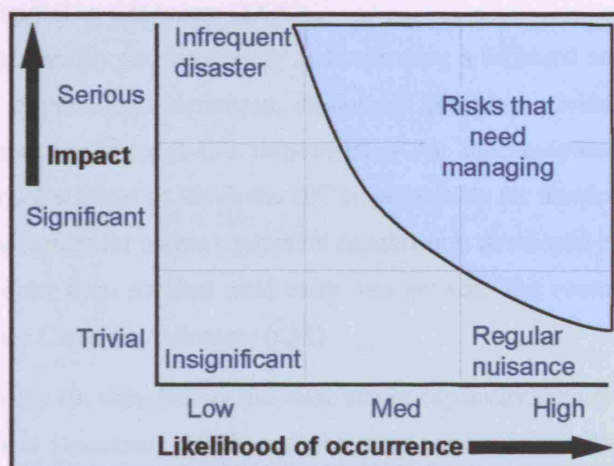 Infrequent
disaster
Serious
Risks that
need
managing
Impact
Significant
Trivial
Insignificant
Regular
nuisance
Low
Med
High
Likelihood of occurrence